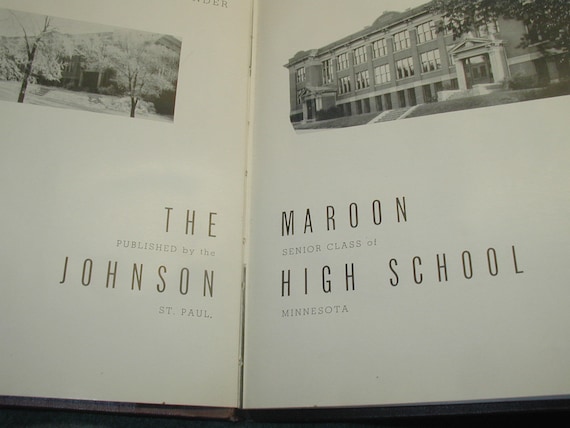 THE MAROON
PUBLISHED by the SENIOR CLASS of
JOHNSON HIGH SCHOOL
ST. PAUL, MINNESOTA